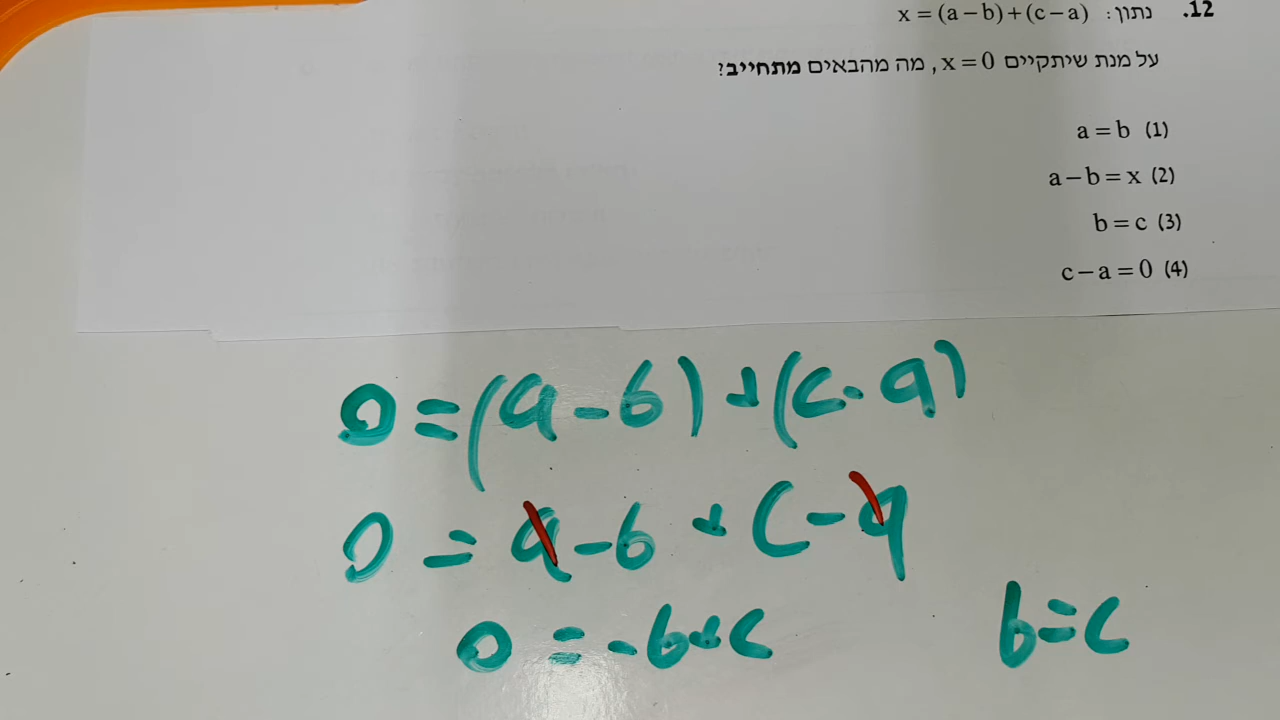 12. נתון: x = (a − b) + (c − a)
על מנת שיתקיים x = 0, מה מהבאים מתחייב?
(1) a = b
(2) a − b = x
(3) b = c
(4) c − a = 0
0 = (a − b) + (c − a)
0 = a − b + c − a
0 = −b + c
b = c